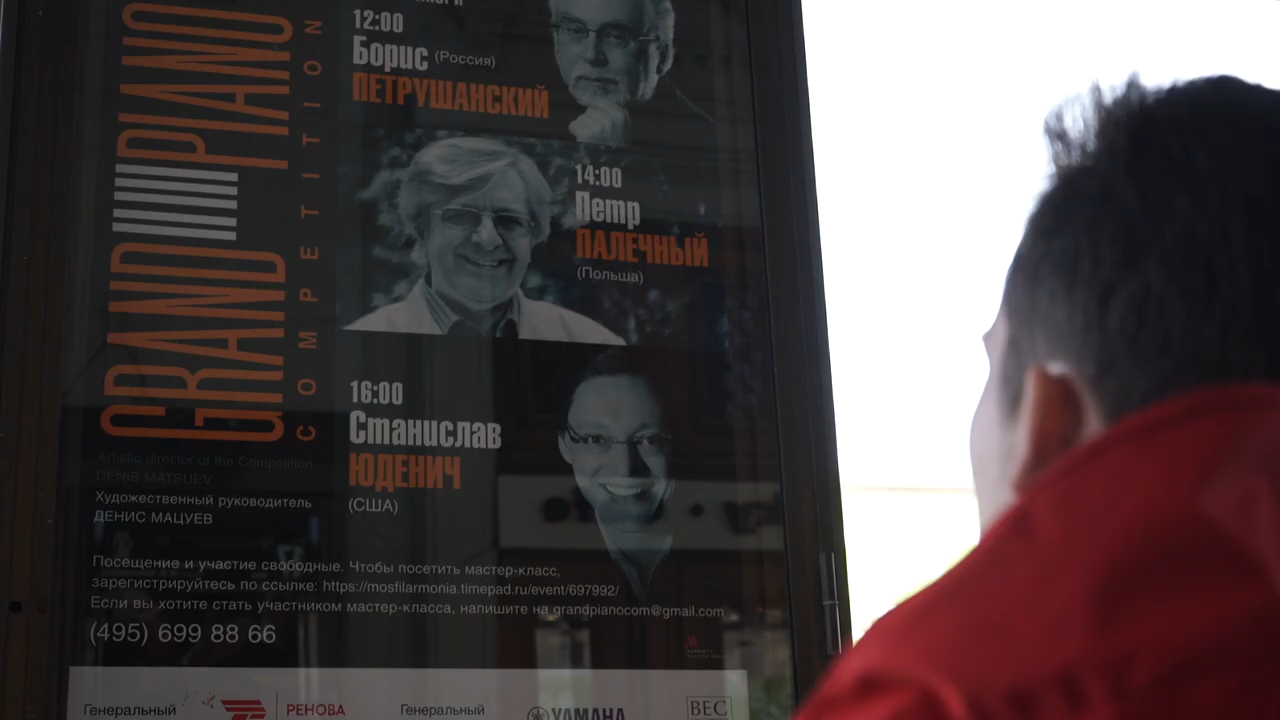 GRAND PIANO
COMPETITION
12:00
Борис (Россия)
ПЕТРУШАНСКИЙ
14:00
Петр
ПАЛЕЧНЫЙ
(Польша)
16:00
Станислав
ЮДЕНИЧ
(США)
Artistic director of the Competition
DENIS MATSUEV
Художественный руководитель
ДЕНИС МАЦУЕВ
Посещение и участие свободные. Чтобы посетить мастер-класс,
зарегистрируйтесь по ссылке: https://mosfilarmonia.timepad.ru/event/697992/
Если вы хотите стать участником мастер-класса, напишите на grandpianocom@gmail.com
(495) 699 88 66
MARRIOTT
Генеральный
РЕНОВА
Генеральный
YAMAHA
BEC